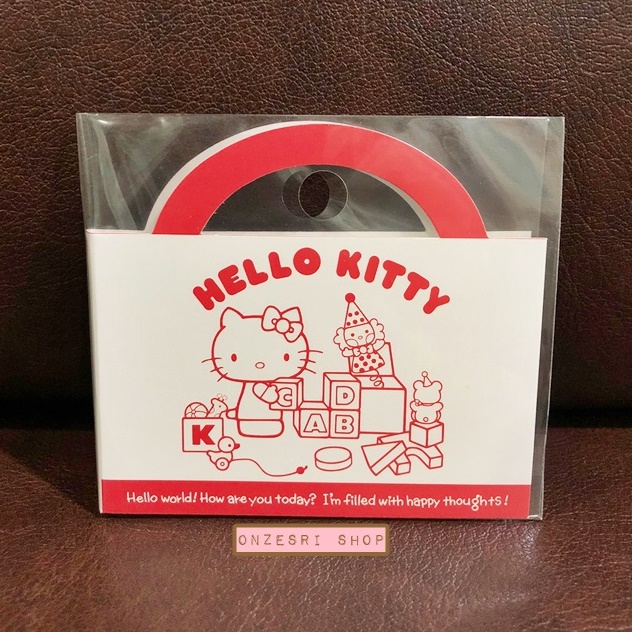 HELLO KITTY
C D
A B
K
Hello world! How are you today? I'm filled with happy thoughts!
ONZESRI SHOP